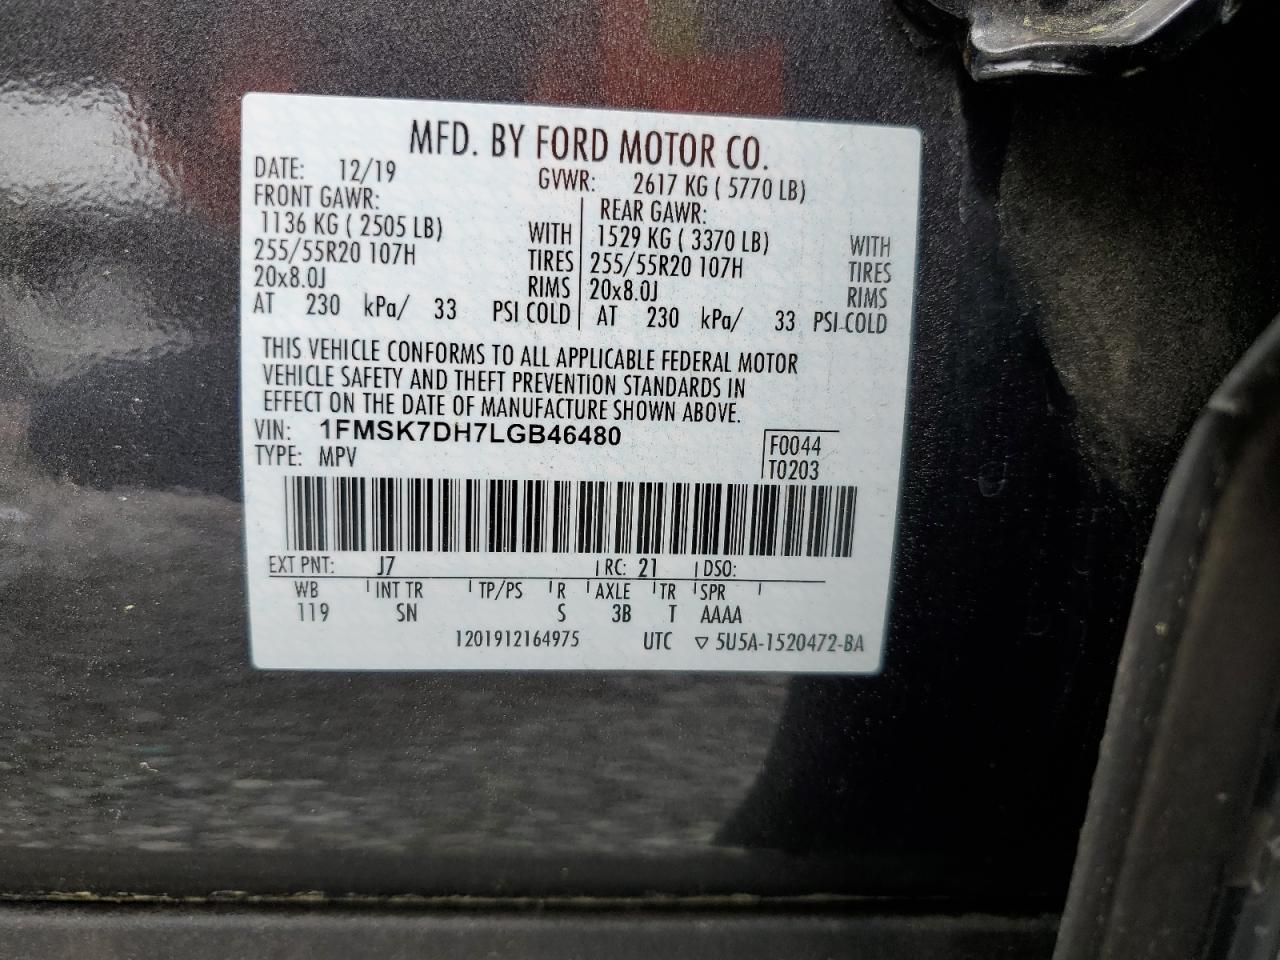 MFD. BY FORD MOTOR CO.
DATE: 12/19 GVWR: 2617 KG ( 5770 LB)
FRONT GAWR: REAR GAWR:
1136 KG ( 2505 LB) WITH 1529 KG ( 3370 LB) WITH
255/55R20 107H TIRES 255/55R20 107H TIRES
20x8.0J RIMS 20x8.0J RIMS
AT 230 kPa/ 33 PSI COLD AT 230 kPa/ 33 PSI COLD
THIS VEHICLE CONFORMS TO ALL APPLICABLE FEDERAL MOTOR
VEHICLE SAFETY AND THEFT PREVENTION STANDARDS IN
EFFECT ON THE DATE OF MANUFACTURE SHOWN ABOVE.
VIN: 1FMSK7DH7LGB46480 F0044
TYPE: MPV T0203
EXT PNT: J7 RC: 21 DSO:
WB INT TR TP/PS R AXLE TR SPR
119 SN S 3B T AAAA
1201912164975 UTC ▽ 5U5A-1520472-BA